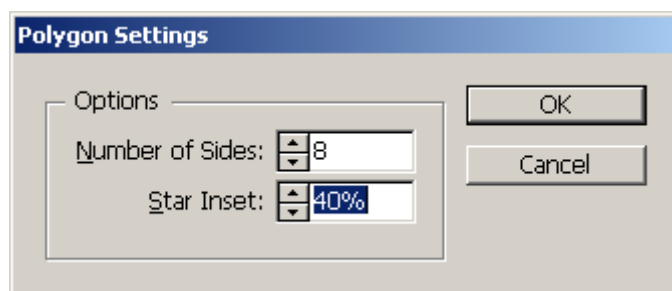 Polygon Settings
Options
OK
Number of Sides: 8
Cancel
Star Inset: 40%